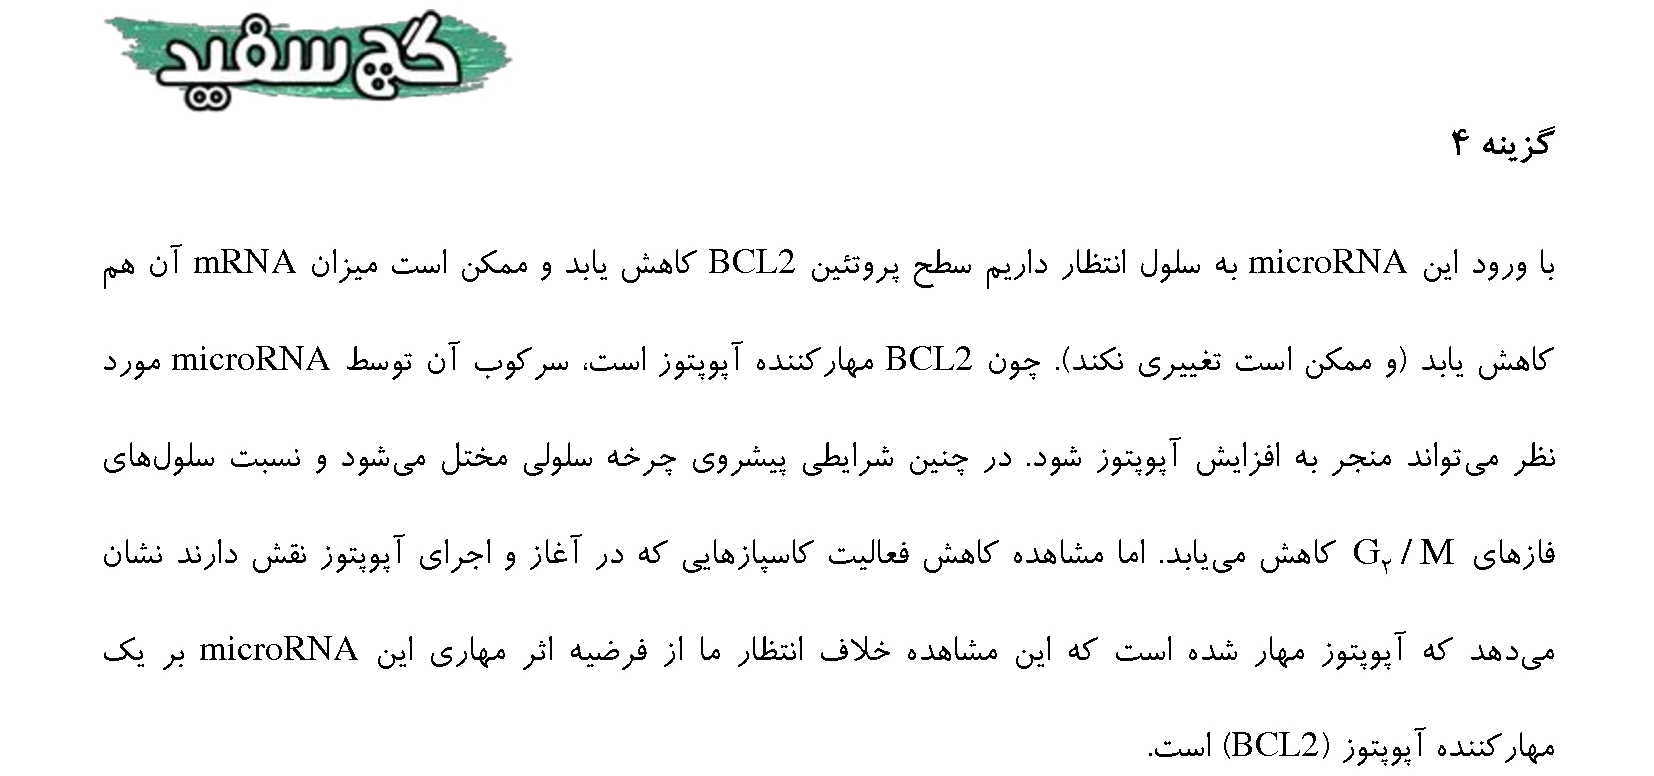 گچ سفید
گزینه ۴
با ورود این microRNA به سلول انتظار داریم سطح پروتئین BCL2 کاهش یابد و ممکن است میزان mRNA آن هم
کاهش یابد (و ممکن است تغییری نکند). چون BCL2 مهارکننده آپوپتوز است، سرکوب آن توسط microRNA مورد
نظر می‌تواند منجر به افزایش آپوپتوز شود. در چنین شرایطی پیشروی چرخه سلولی مختل می‌شود و نسبت سلول‌های
فازهای G₂ / M کاهش می‌یابد. اما مشاهده کاهش فعالیت کاسپازهایی که در آغاز و اجرای آپوپتوز نقش دارند نشان
می‌دهد که آپوپتوز مهار شده است که این مشاهده خلاف انتظار ما از فرضیه اثر مهاری این microRNA بر یک
مهارکننده آپوپتوز (BCL2) است.